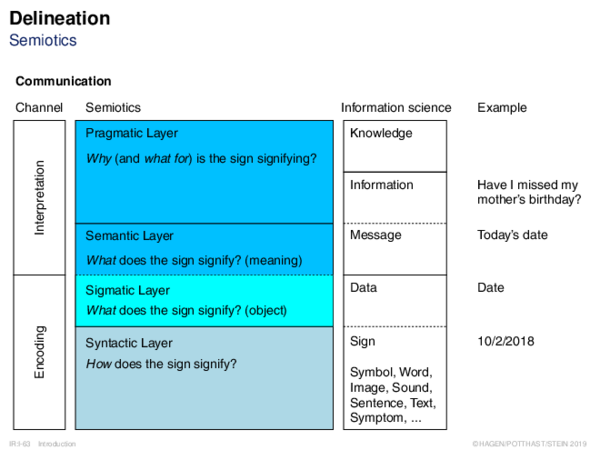 Delineation
Semiotics
Communication
Channel Semiotics Information science Example
Interpretation
Pragmatic Layer
Why (and what for) is the sign signifying?
Knowledge
Information
Have I missed my
mother's birthday?
Semantic Layer
What does the sign signify? (meaning)
Message
Today's date
Encoding
Sigmatic Layer
What does the sign signify? (object)
Data
Date
Syntactic Layer
How does the sign signify?
Sign
10/2/2018
Symbol, Word,
Image, Sound,
Sentence, Text,
Symptom, ...
IR:I-63 Introduction
©HAGEN/POTTHAST/STEIN 2019